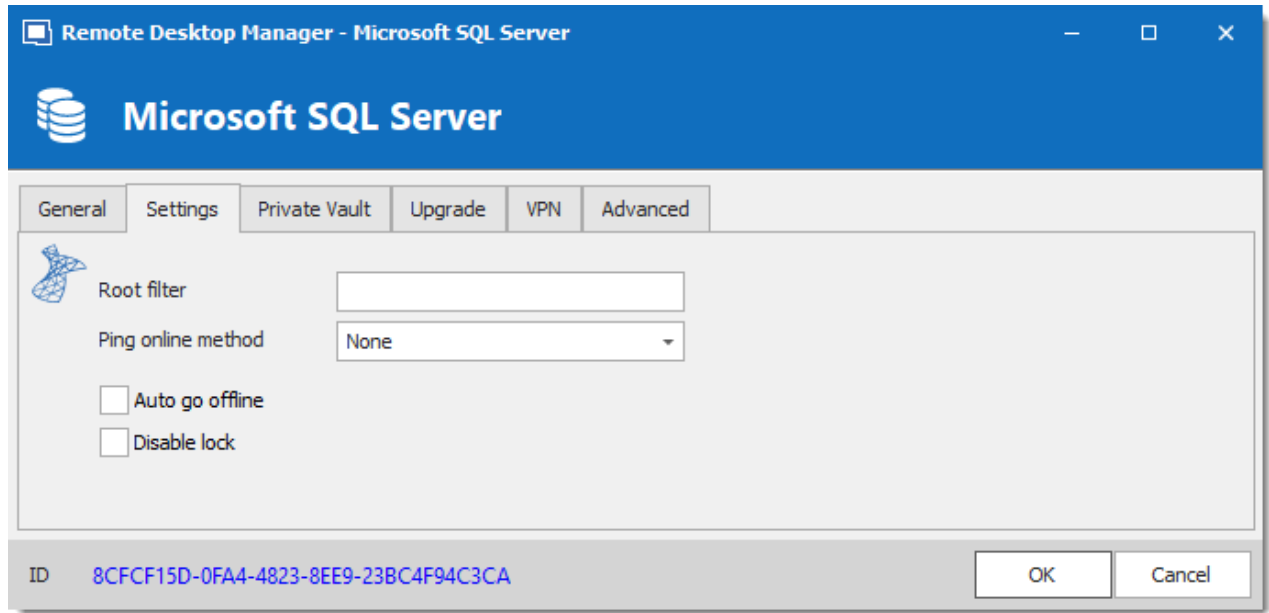 Remote Desktop Manager - Microsoft SQL Server
Microsoft SQL Server
General Settings Private Vault Upgrade VPN Advanced
Root filter
Ping online method None
Auto go offline
Disable lock
ID 8CFCF15D-0FA4-4823-8EE9-23BC4F94C3CA OK Cancel